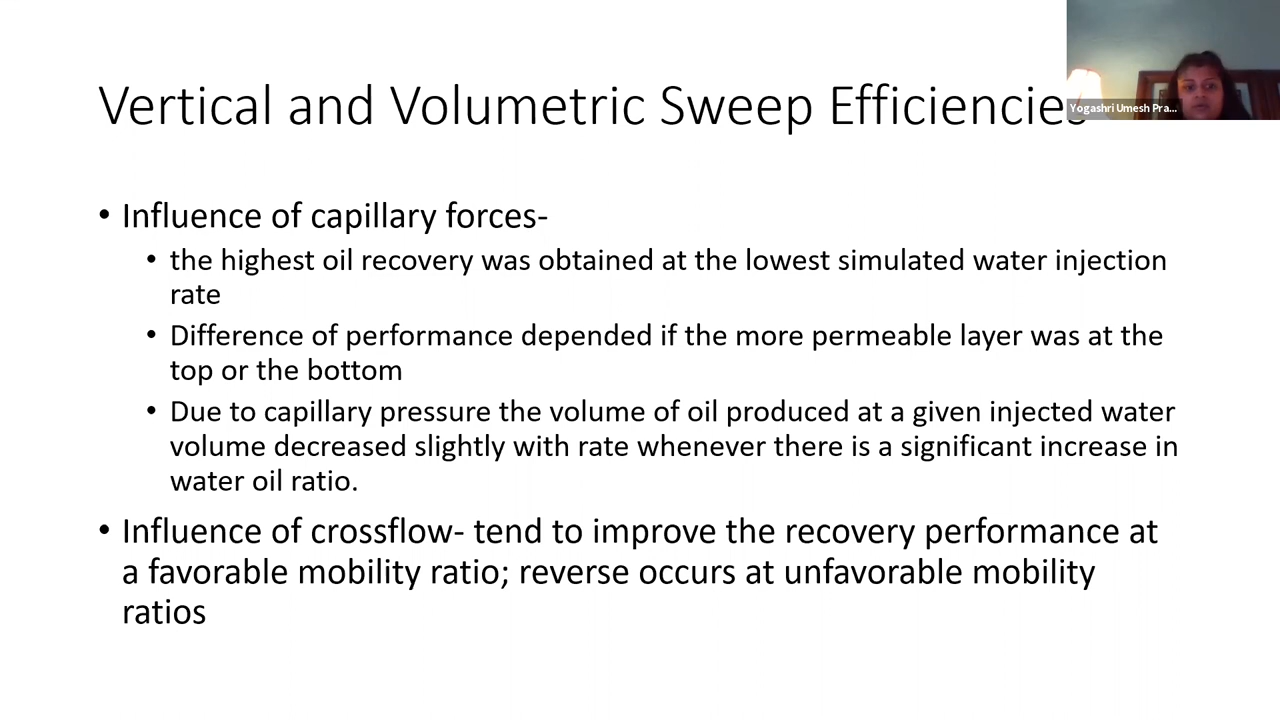 Vertical and Volumetric Sweep Efficiencies
Yogashri Umesh Pra...
• Influence of capillary forces-
• the highest oil recovery was obtained at the lowest simulated water injection
rate
• Difference of performance depended if the more permeable layer was at the
top or the bottom
• Due to capillary pressure the volume of oil produced at a given injected water
volume decreased slightly with rate whenever there is a significant increase in
water oil ratio.
• Influence of crossflow- tend to improve the recovery performance at
a favorable mobility ratio; reverse occurs at unfavorable mobility
ratios